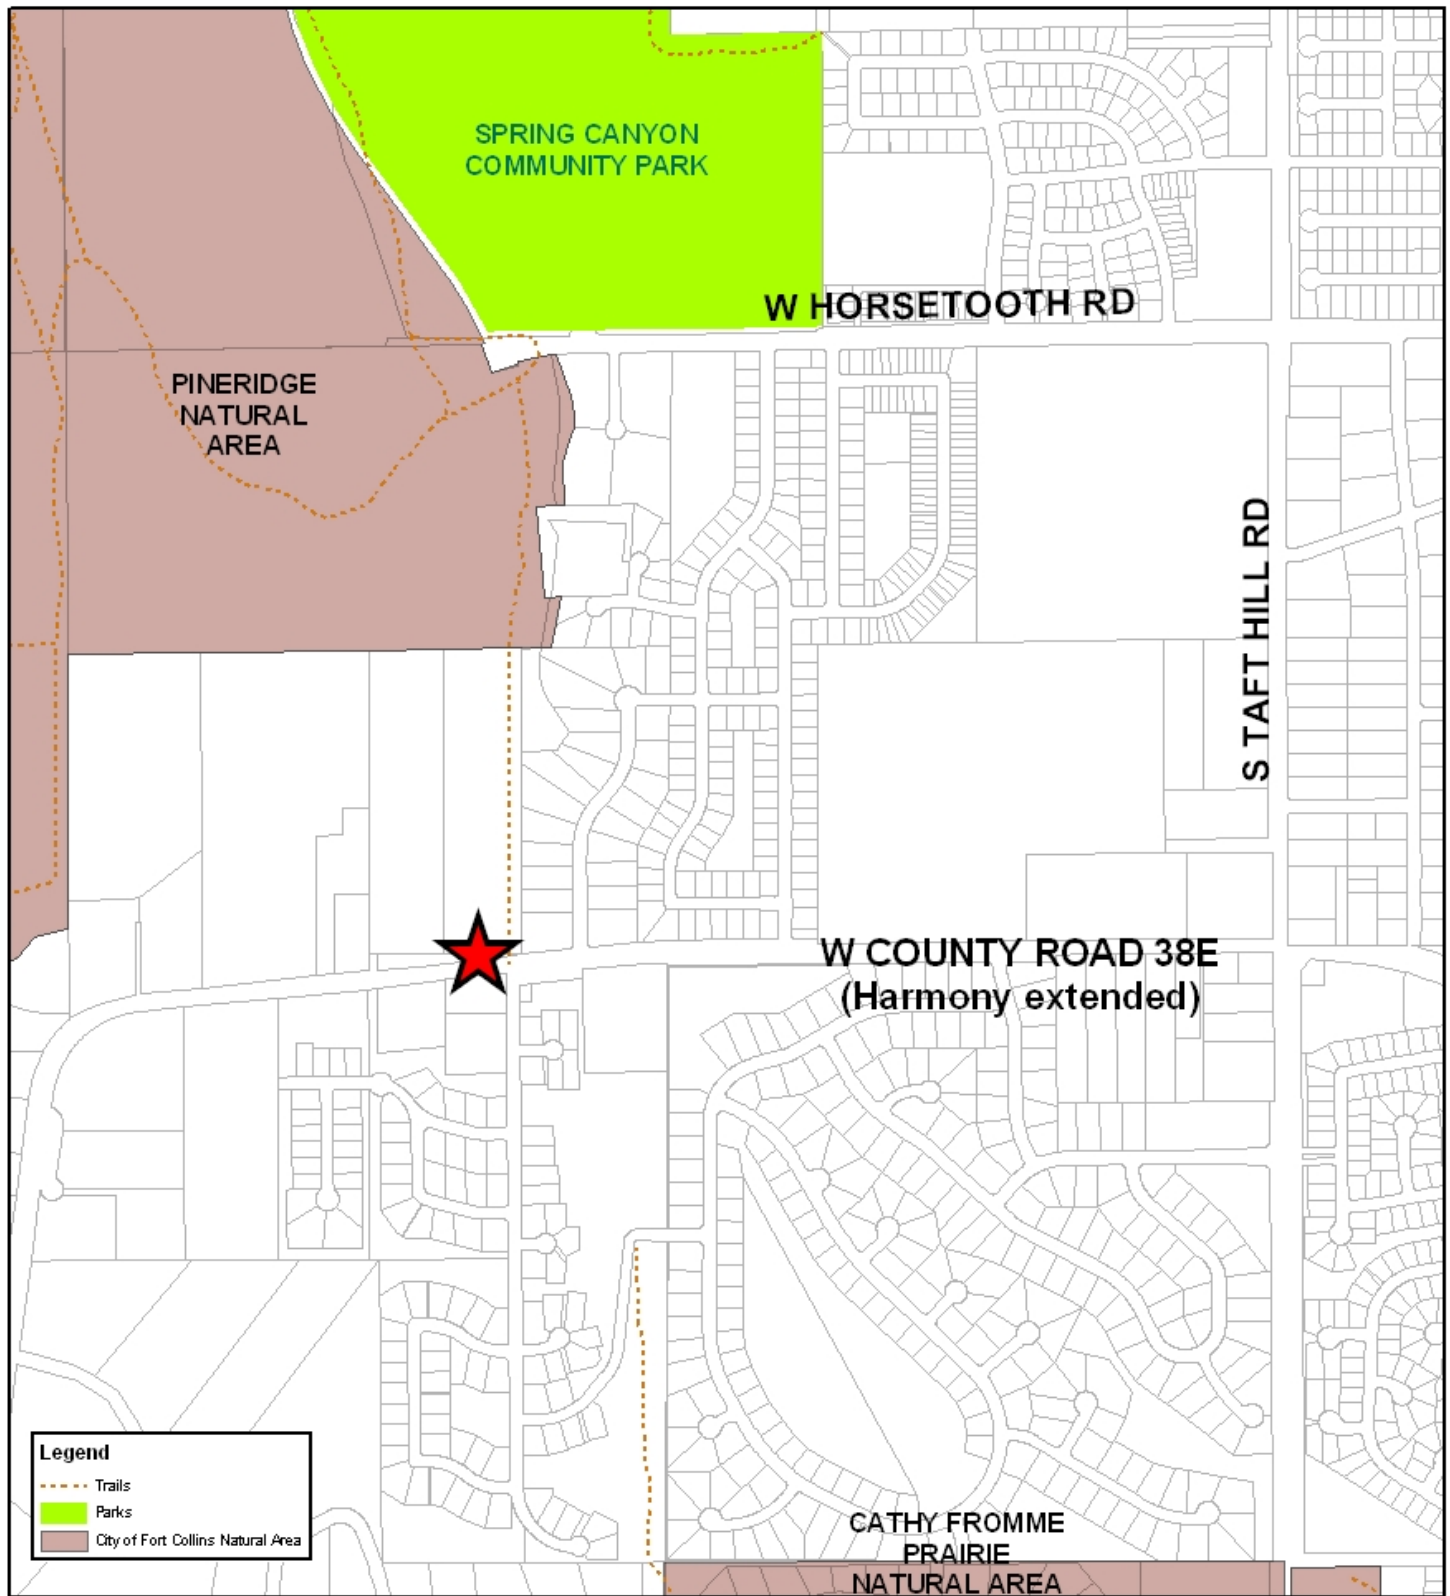 SPRING CANYON
COMMUNITY PARK
W HORSETOOTH RD
PINERIDGE
NATURAL
AREA
S TAFT HILL RD
W COUNTY ROAD 38E
(Harmony extended)
Legend
Trails
Parks
City of Fort Collins Natural Area
CATHY FROMME
PRAIRIE
NATURAL AREA